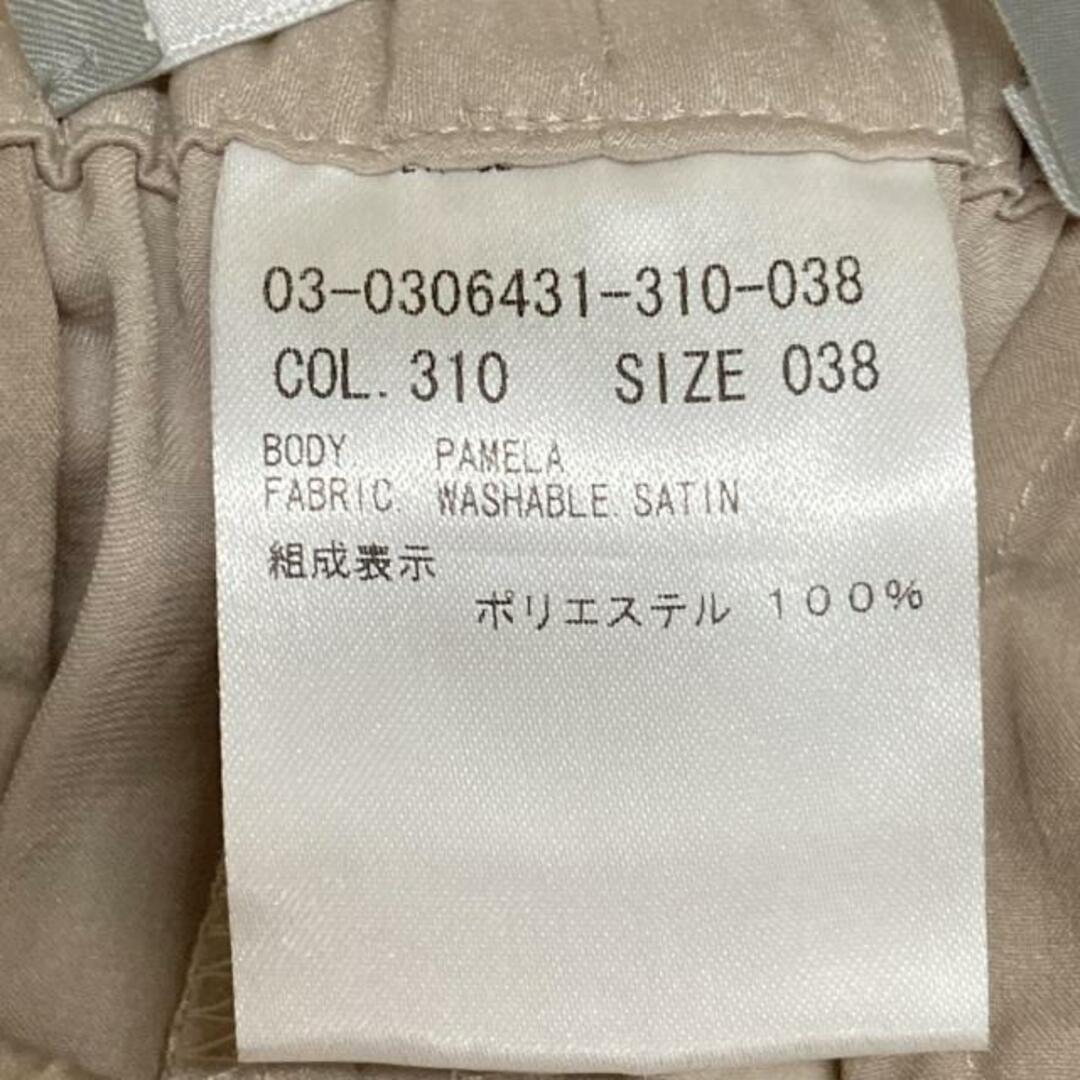 03-0306431-310-038
COL. 310 SIZE 038
BODY. PAMELA
FABRIC. WASHABLE SATIN
組成表示
ポリエステル 100%